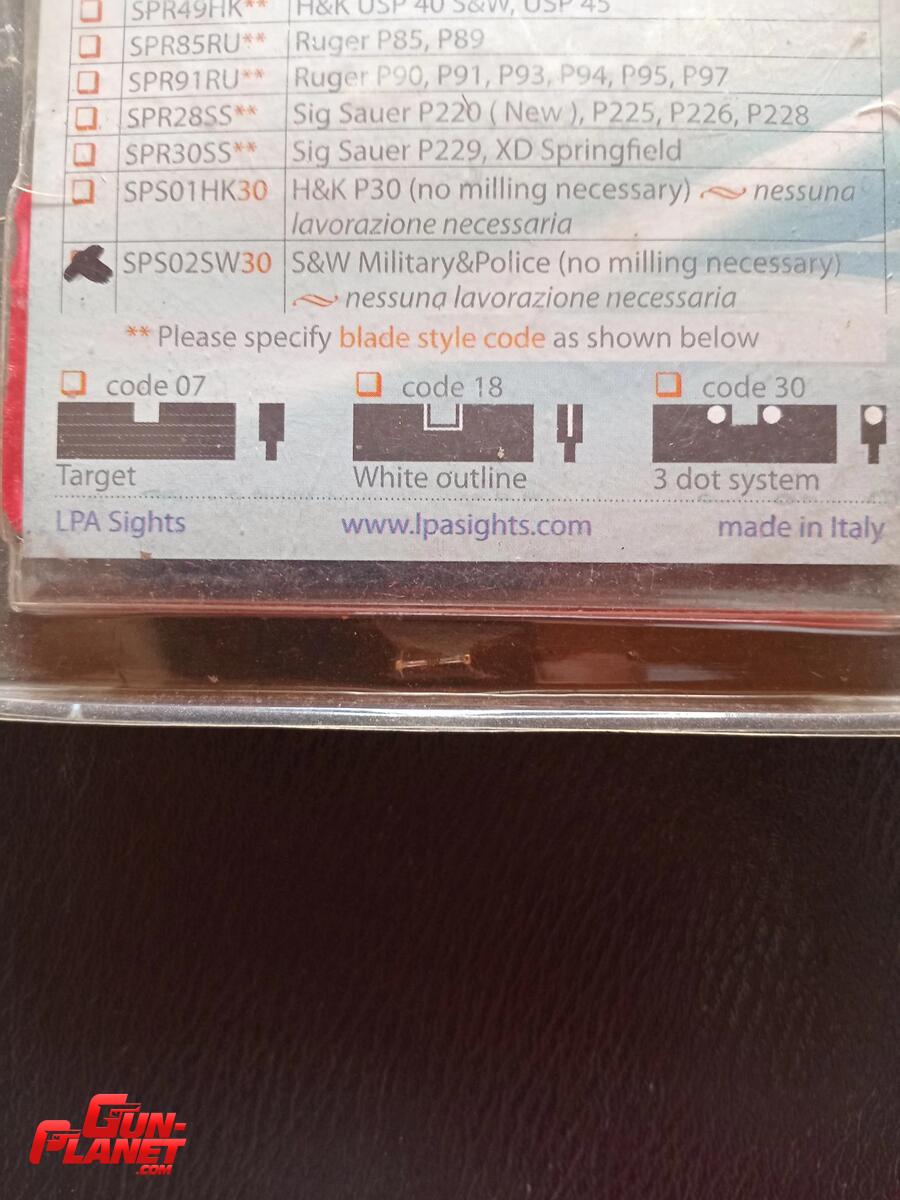 SPR49HK** H&K USP 40 S&W, USP 45
SPR85RU** Ruger P85, P89
SPR91RU** Ruger P90, P91, P93, P94, P95, P97
SPR28SS** Sig Sauer P220 ( New ), P225, P226, P228
SPR30SS** Sig Sauer P229, XD Springfield
SPS01HK30 H&K P30 (no milling necessary) ~ nessuna
lavorazione necessaria
SPS02SW30 S&W Military&Police (no milling necessary)
~ nessuna lavorazione necessaria
** Please specify blade style code as shown below
code 07 code 18 code 30
Target White outline 3 dot system
LPA Sights www.lpasights.com made in Italy
GUN-
PLANET
.COM